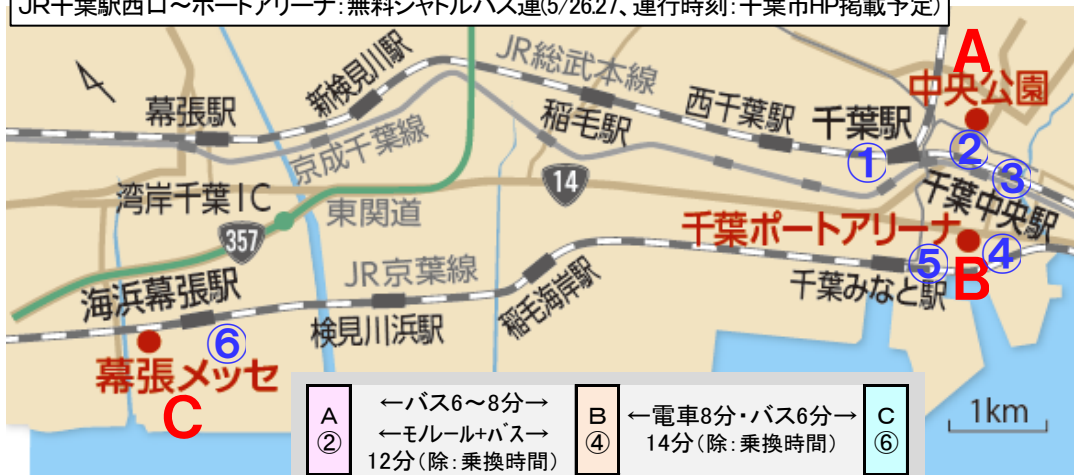 JR千葉駅西口～ポートアリーナ：無料シャトルバス運(5/26.27、運行時刻：千葉市HP掲載予定)
A
中央公園
JR総武本線
新検見川駅
幕張駅
稲毛駅
西千葉駅
千葉駅
①
②
③
京成千葉線
14
千葉中央駅
湾岸千葉IC
東関道
357
千葉ポートアリーナ
④
⑤
B
JR京葉線
千葉みなと駅
海浜幕張駅
稲毛海岸駅
検見川浜駅
⑥
幕張メッセ
C
1km
A
②
←バス6～8分→
←モノレール+バス→
12分(除：乗換時間)
B
④
←電車8分・バス6分→
14分(除：乗換時間)
C
⑥